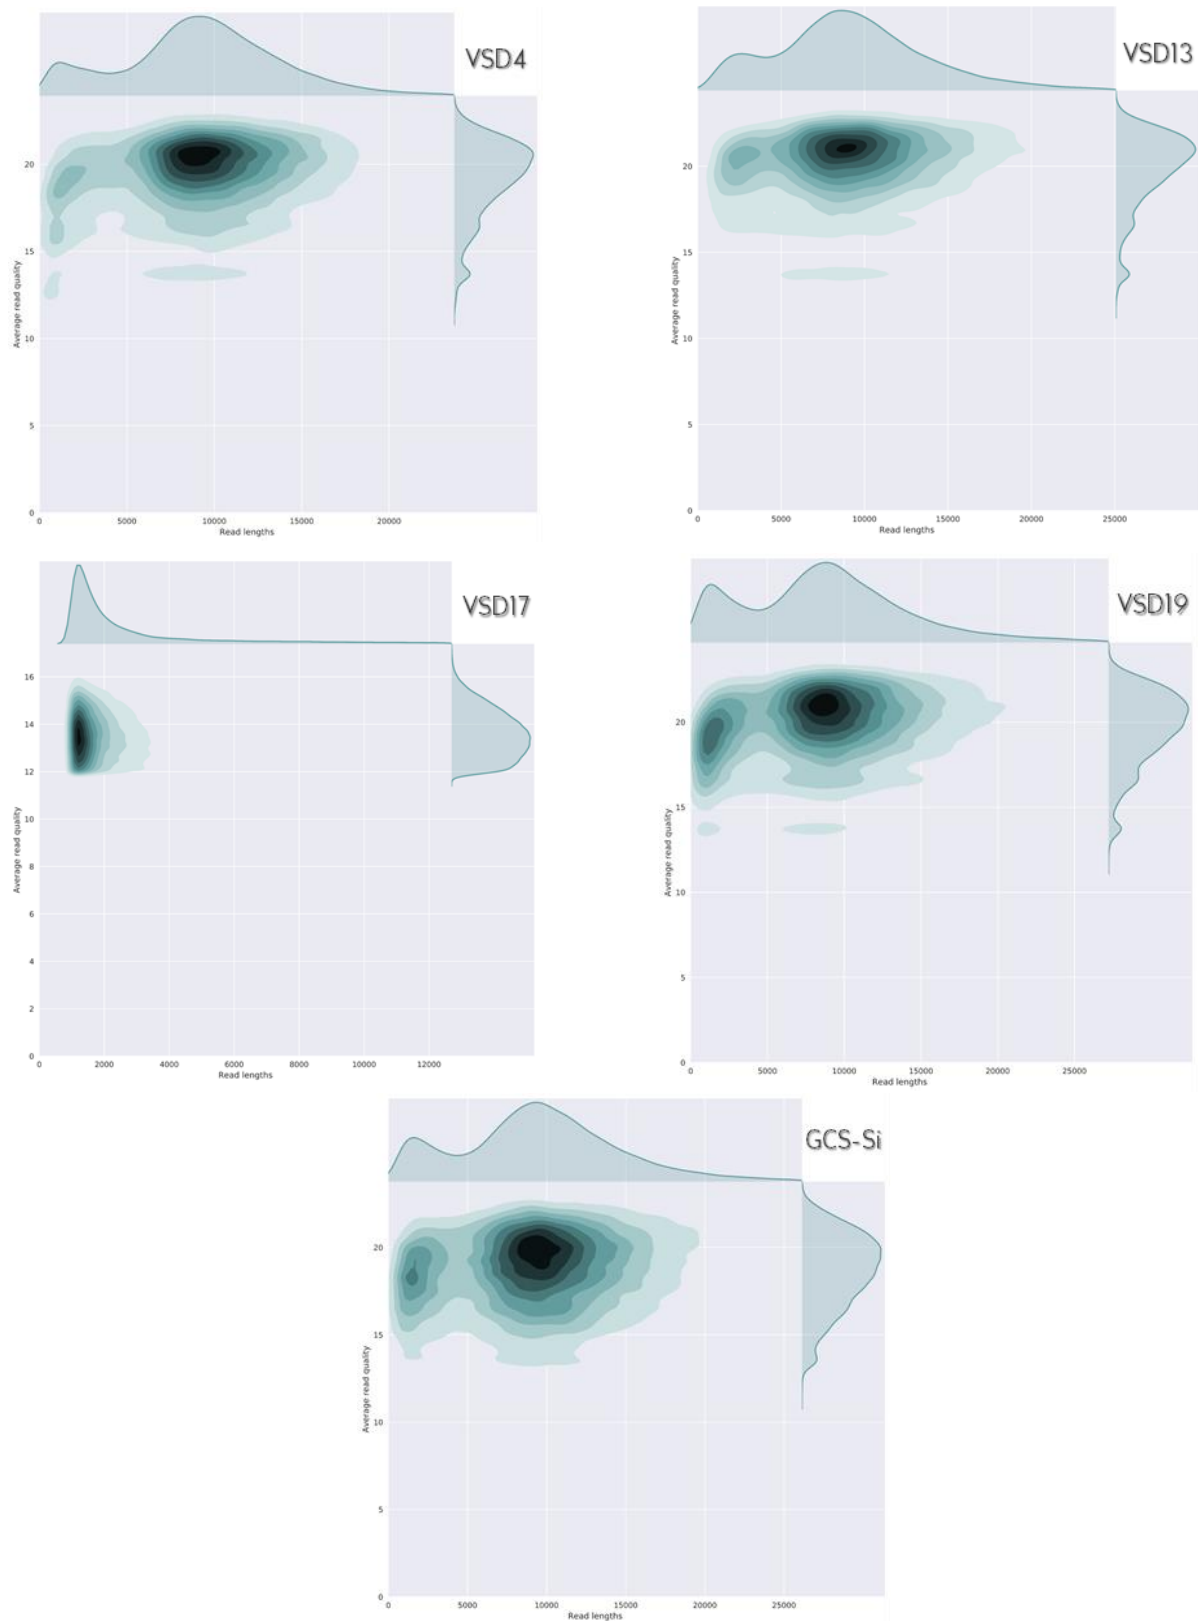 VSD4
20
15
10
5
0
Average read quality
0 5000 10000 15000 20000
Read lengths
VSD13
20
15
10
5
0
Average read quality
0 5000 10000 15000 20000 25000
Read lengths
VSD17
16
14
12
10
8
6
4
2
0
Average read quality
0 2000 4000 6000 8000 10000 12000
Read lengths
VSD19
20
15
10
5
0
Average read quality
0 5000 10000 15000 20000 25000
Read lengths
GCS-Si
20
15
10
5
0
Average read quality
0 5000 10000 15000 20000 25000
Read lengths